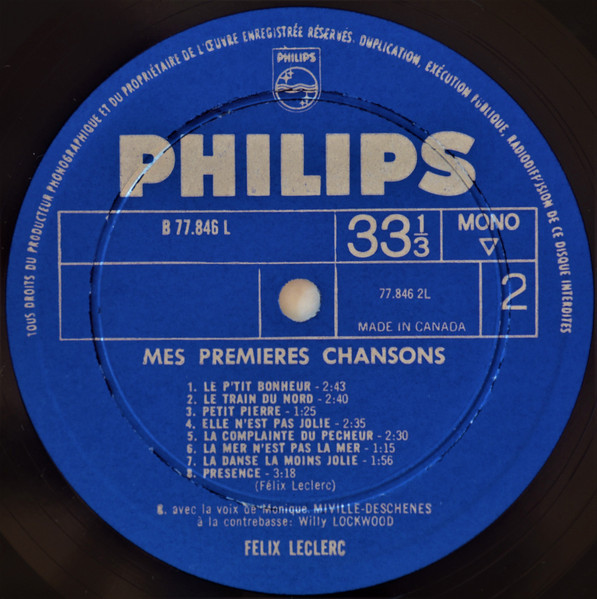 TOUS DROITS DU PRODUCTEUR PHONOGRAPHIQUE ET DU PROPRIÉTAIRE DE L'ŒUVRE ENREGISTRÉE RÉSERVÉS. DUPLICATION, EXÉCUTION PUBLIQUE, RADIODIFFUSION DE CE DISQUE INTERDITES
PHILIPS
PHILIPS
B 77.846 L
33 1/3
MONO
77.846 2L
2
MADE IN CANADA
MES PREMIERES CHANSONS
1. LE P'TIT BONHEUR - 2:43
2. LE TRAIN DU NORD - 2:40
3. PETIT PIERRE - 1:25
4. ELLE N'EST PAS JOLIE - 2:35
5. LA COMPLAINTE DU PECHEUR - 2:30
6. LA MER N'EST PAS LA MER - 1:15
7. LA DANSE LA MOINS JOLIE - 1:56
8. PRESENCE - 3:18
(Félix Leclerc)
8. avec la voix de Monique MIVILLE-DESCHENES
à la contrebasse: Willy LOCKWOOD
FELIX LECLERC